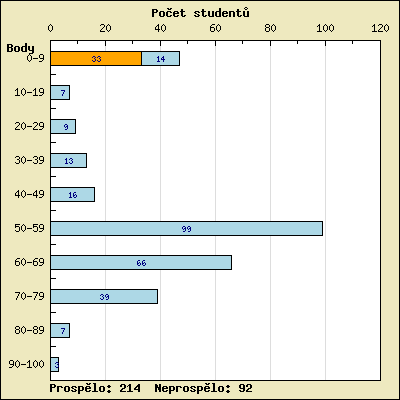 Počet studentů
0 20 40 60 80 100 120
Body
0-9 33 14
10-19 7
20-29 9
30-39 13
40-49 16
50-59 99
60-69 66
70-79 39
80-89 7
90-100 3
Prospělo: 214 Neprospělo: 92